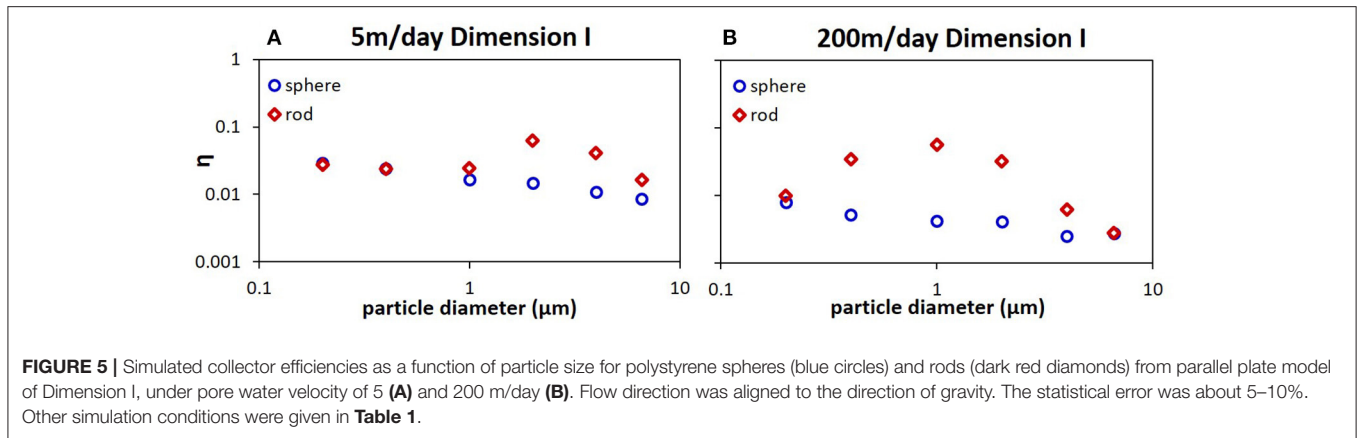 A 5m/day Dimension I
B 200m/day Dimension I
1
0.1
0.01
0.001
η
sphere
rod
0.1 1 10
particle diameter (μm)
sphere
rod
0.1 1 10
particle diameter (μm)
FIGURE 5 | Simulated collector efficiencies as a function of particle size for polystyrene spheres (blue circles) and rods (dark red diamonds) from parallel plate model
of Dimension I, under pore water velocity of 5 (A) and 200 m/day (B). Flow direction was aligned to the direction of gravity. The statistical error was about 5–10%.
Other simulation conditions were given in Table 1.